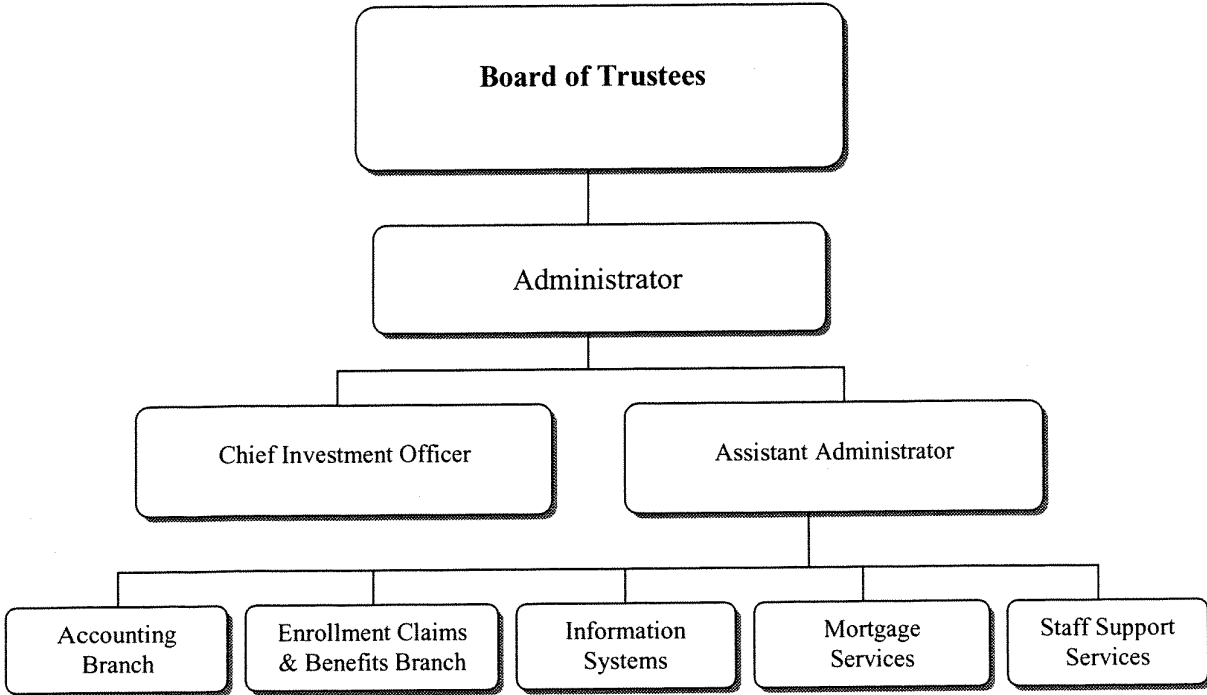 Board of Trustees
Administrator
Chief Investment Officer
Assistant Administrator
Accounting
Branch
Enrollment Claims
& Benefits Branch
Information
Systems
Mortgage
Services
Staff Support
Services